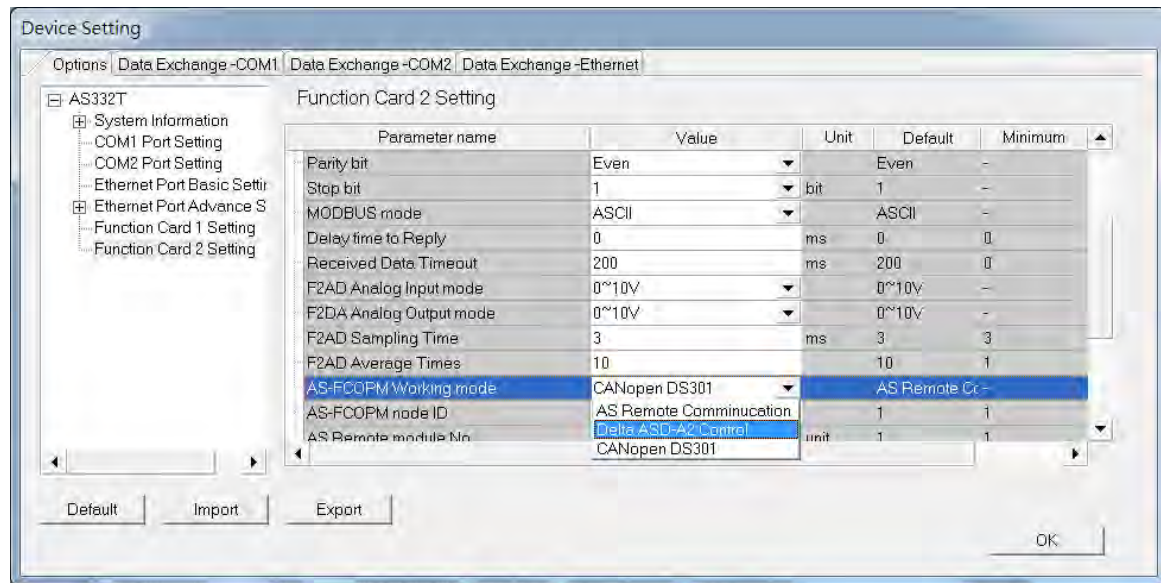 Device Setting
Options Data Exchange -COM1 Data Exchange -COM2 Data Exchange -Ethernet
AS332T
System Information
COM1 Port Setting
COM2 Port Setting
Ethernet Port Basic Settir
Ethernet Port Advance S
Function Card 1 Setting
Function Card 2 Setting
Function Card 2 Setting
Parameter name Value Unit Default Minimum
Parity bit Even Even -
Stop bit 1 bit 1 -
MODBUS mode ASCII ASCII -
Delay time to Reply 0 ms 0 0
Received Data Timeout 200 ms 200 0
F2AD Analog Input mode 0~10V 0~10V -
F2DA Analog Output mode 0~10V 0~10V -
F2AD Sampling Time 3 ms 3 3
F2AD Average Times 10 10 1
AS-FCOPM Working mode CANopen DS301 AS Remote Cc -
AS-FCOPM node ID AS Remote Comminucation 1 1
AS Remote module No Delta ASD-A2 Control unit 1 1
CANopen DS301
Default Import Export
OK